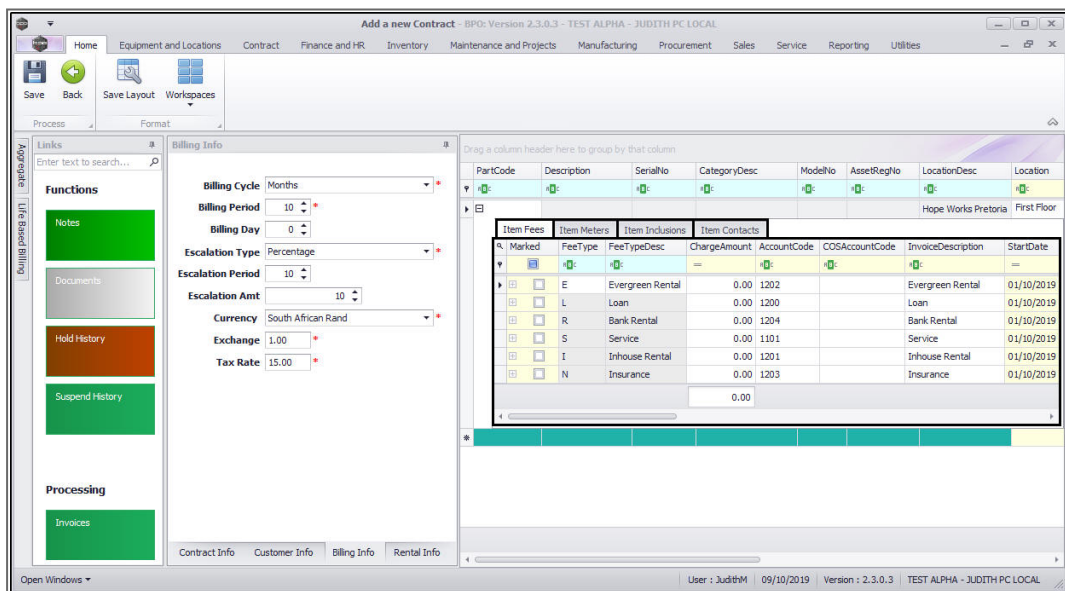 Add a new Contract - BPO: Version 2.3.0.3 - TEST ALPHA - JUDITH PC LOCAL
Home Equipment and Locations Contract Finance and HR Inventory Maintenance and Projects Manufacturing Procurement Sales Service Reporting Utilities
Save Back Save Layout Workspaces
Process Format
Aggregate
Life Based Billing
Links
Enter text to search...
Functions
Notes
Documents
Hold History
Suspend History
Processing
Invoices
Billing Info
Billing Cycle Months *
Billing Period 10 *
Billing Day 0
Escalation Type Percentage *
Escalation Period 10
Escalation Amt 10
Currency South African Rand *
Exchange 1.00 *
Tax Rate 15.00 *
Contract Info Customer Info Billing Info Rental Info
Drag a column header here to group by that column
PartCode Description SerialNo CategoryDesc ModelNo AssetRegNo LocationDesc Location
Hope Works Pretoria First Floor
Item Fees Item Meters Item Inclusions Item Contacts
Marked FeeType FeeTypeDesc ChargeAmount AccountCode COSAccountCode InvoiceDescription StartDate
E Evergreen Rental 0.00 1202 Evergreen Rental 01/10/2019
L Loan 0.00 1200 Loan 01/10/2019
R Bank Rental 0.00 1204 Bank Rental 01/10/2019
S Service 0.00 1101 Service 01/10/2019
I Inhouse Rental 0.00 1201 Inhouse Rental 01/10/2019
N Insurance 0.00 1203 Insurance 01/10/2019
0.00
Open Windows User : JudithM 09/10/2019 Version : 2.3.0.3 TEST ALPHA - JUDITH PC LOCAL